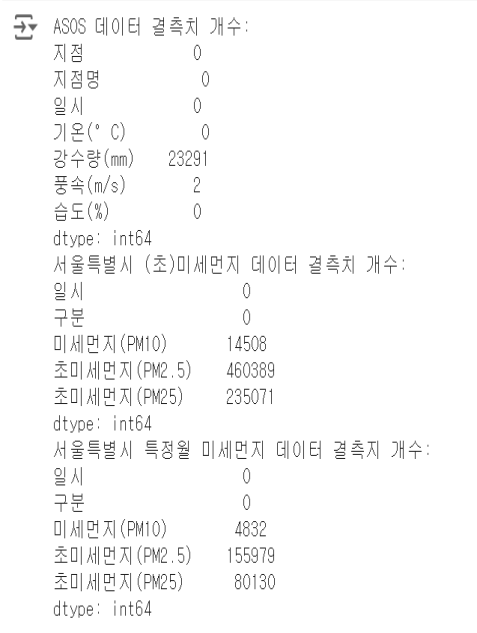 ASOS 데이터 결측치 개수:
지점 0
지점명 0
일시 0
기온(°C) 0
강수량(mm) 23291
풍속(m/s) 2
습도(%) 0
dtype: int64
서울특별시 (초)미세먼지 데이터 결측치 개수:
일시 0
구분 0
미세먼지(PM10) 14508
초미세먼지(PM2.5) 460389
초미세먼지(PM25) 235071
dtype: int64
서울특별시 특정월 미세먼지 데이터 결측지 개수:
일시 0
구분 0
미세먼지(PM10) 4832
초미세먼지(PM2.5) 155979
초미세먼지(PM25) 80130
dtype: int64